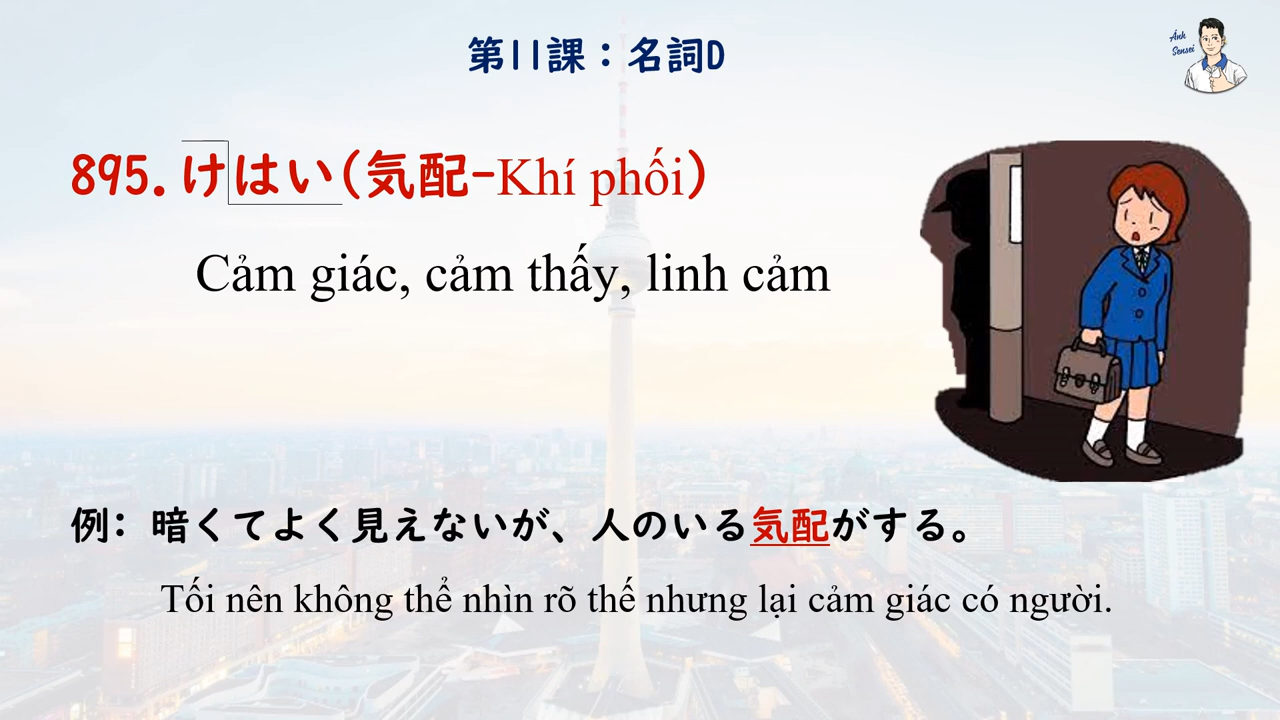 第11課：名詞D
Anh
Sensei
895. けはい(気配-Khí phối)
Cảm giác, cảm thấy, linh cảm
例: 暗くてよく見えないが、人のいる気配がする。
Tối nên không thể nhìn rõ thế nhưng lại cảm giác có người.